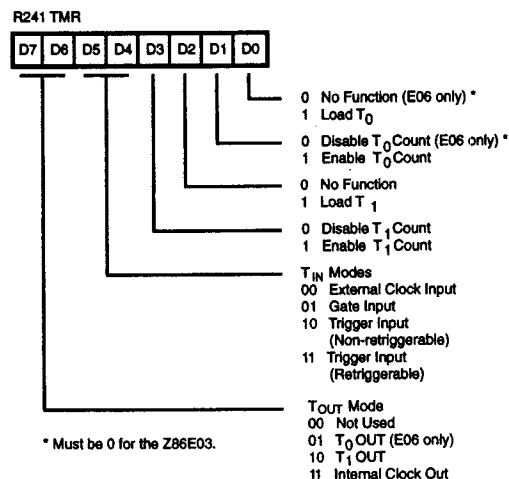 R241 TMR
D7 D6 D5 D4 D3 D2 D1 D0
0 No Function (E06 only) *
1 Load T0
0 Disable T0 Count (E06 only) *
1 Enable T0 Count
0 No Function
1 Load T1
0 Disable T1 Count
1 Enable T1 Count
TIN Modes
00 External Clock Input
01 Gate Input
10 Trigger Input
(Non-retriggerable)
11 Trigger Input
(Retriggerable)
TOUT Mode
00 Not Used
01 T0 OUT (E06 only)
10 T1 OUT
11 Internal Clock Out
* Must be 0 for the Z86E03.